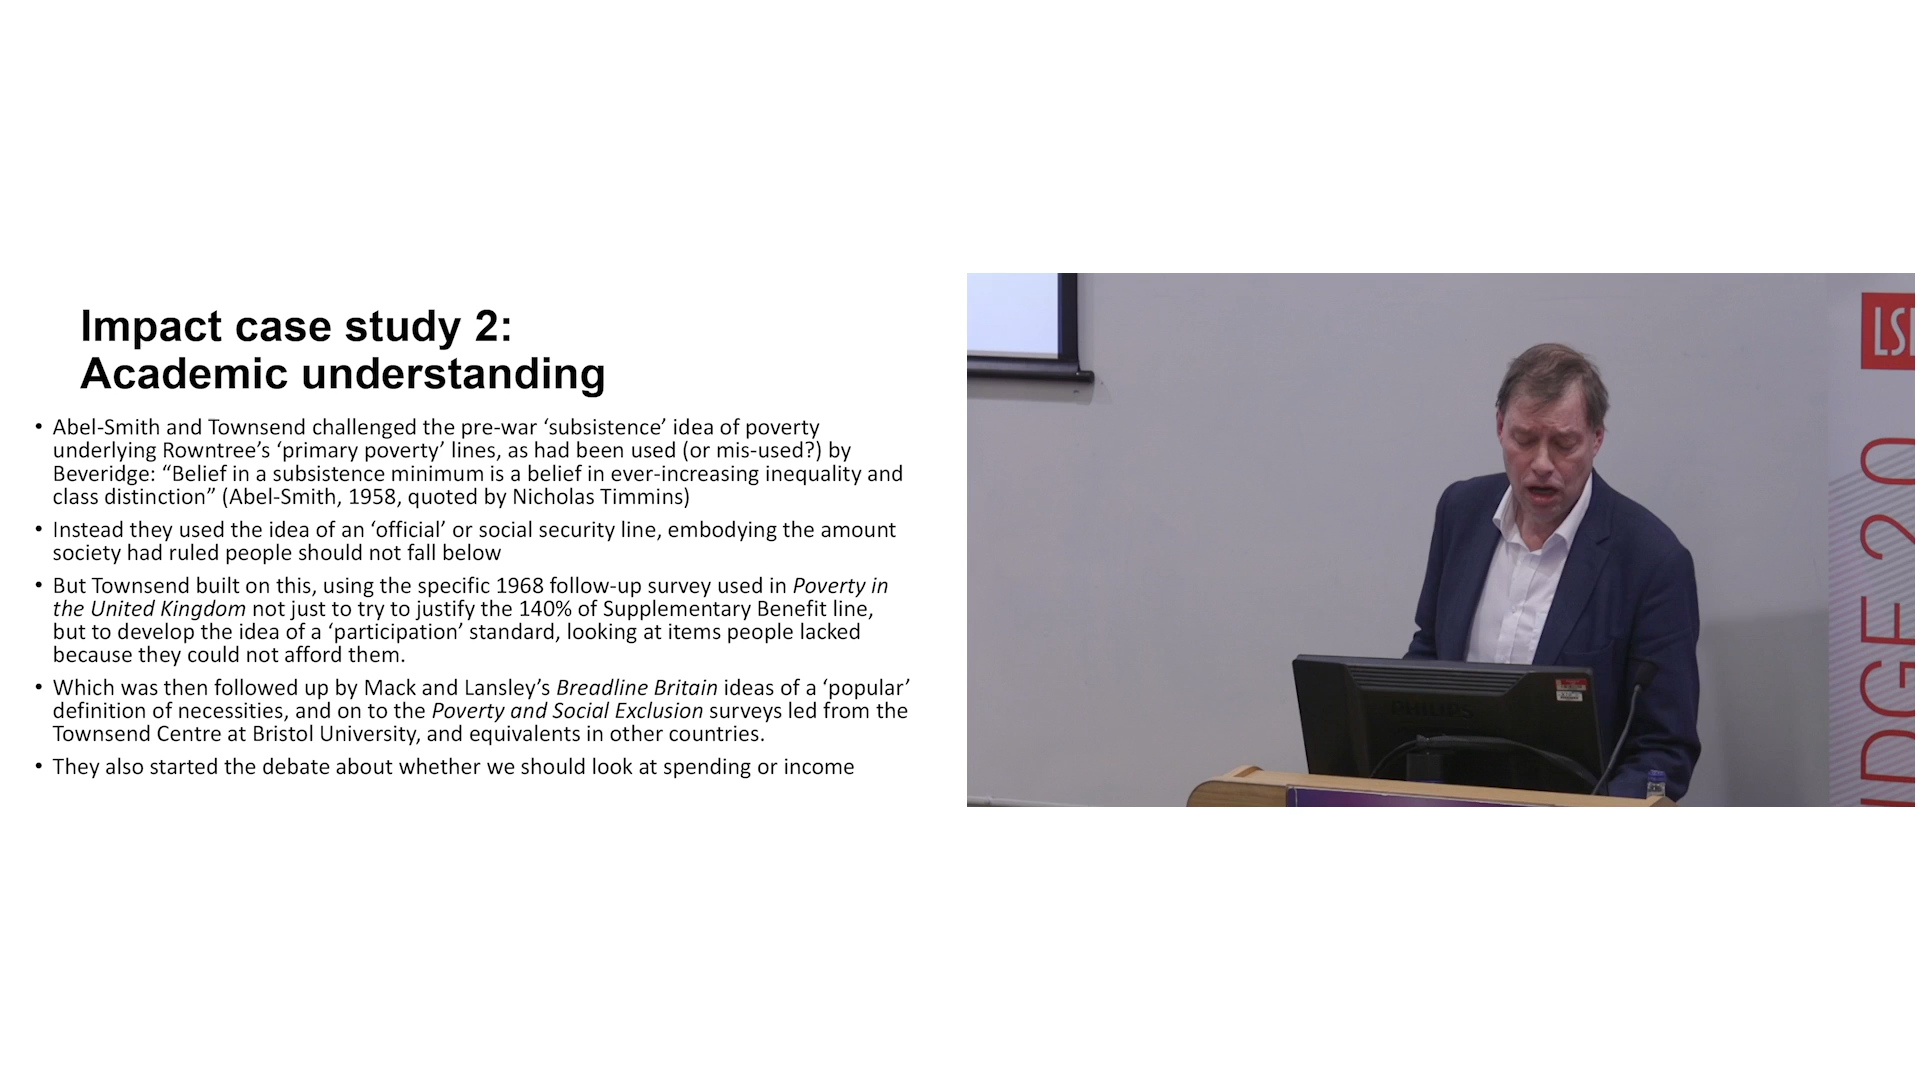 Impact case study 2:
Academic understanding
• Abel-Smith and Townsend challenged the pre-war ‘subsistence’ idea of poverty
underlying Rowntree’s ‘primary poverty’ lines, as had been used (or mis-used?) by
Beveridge: “Belief in a subsistence minimum is a belief in ever-increasing inequality and
class distinction” (Abel-Smith, 1958, quoted by Nicholas Timmins)
• Instead they used the idea of an ‘official’ or social security line, embodying the amount
society had ruled people should not fall below
• But Townsend built on this, using the specific 1968 follow-up survey used in Poverty in
the United Kingdom not just to try to justify the 140% of Supplementary Benefit line,
but to develop the idea of a ‘participation’ standard, looking at items people lacked
because they could not afford them.
• Which was then followed up by Mack and Lansley’s Breadline Britain ideas of a ‘popular’
definition of necessities, and on to the Poverty and Social Exclusion surveys led from the
Townsend Centre at Bristol University, and equivalents in other countries.
• They also started the debate about whether we should look at spending or income
PHILIPS
LS
IDGE 2.0